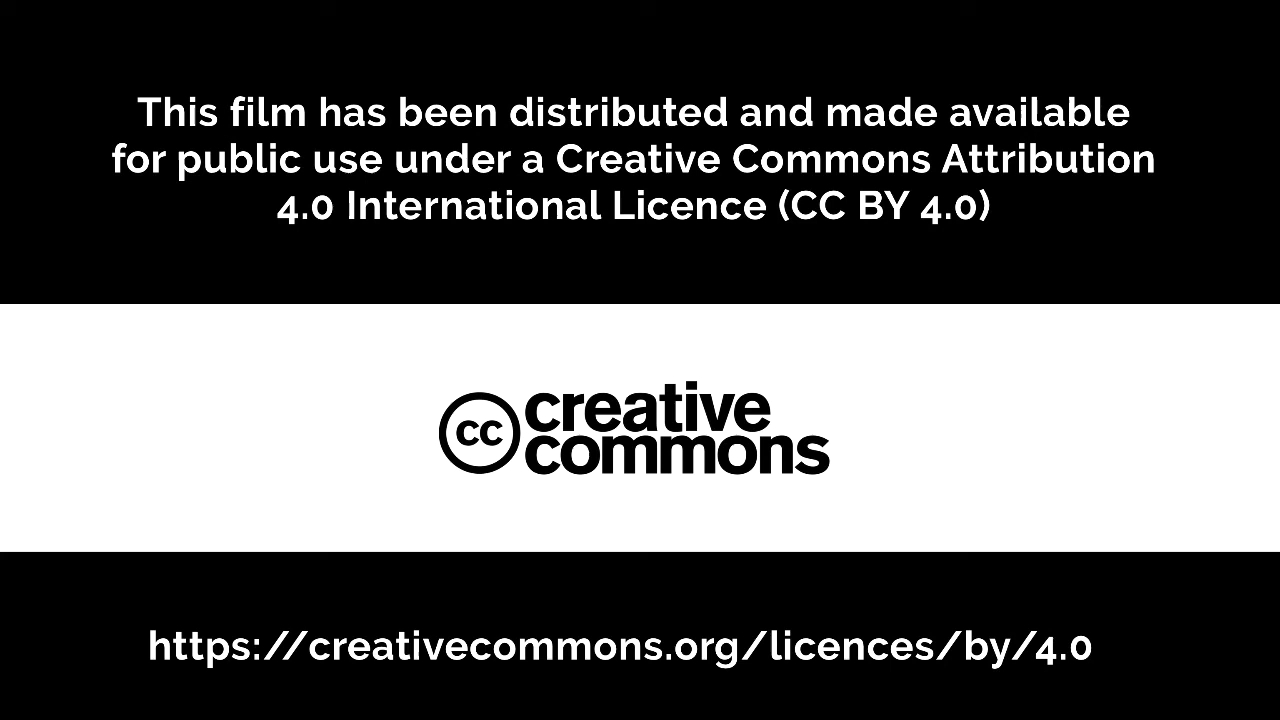 This film has been distributed and made available
for public use under a Creative Commons Attribution
4.0 International Licence (CC BY 4.0)
cc creative
commons
https://creativecommons.org/licences/by/4.0